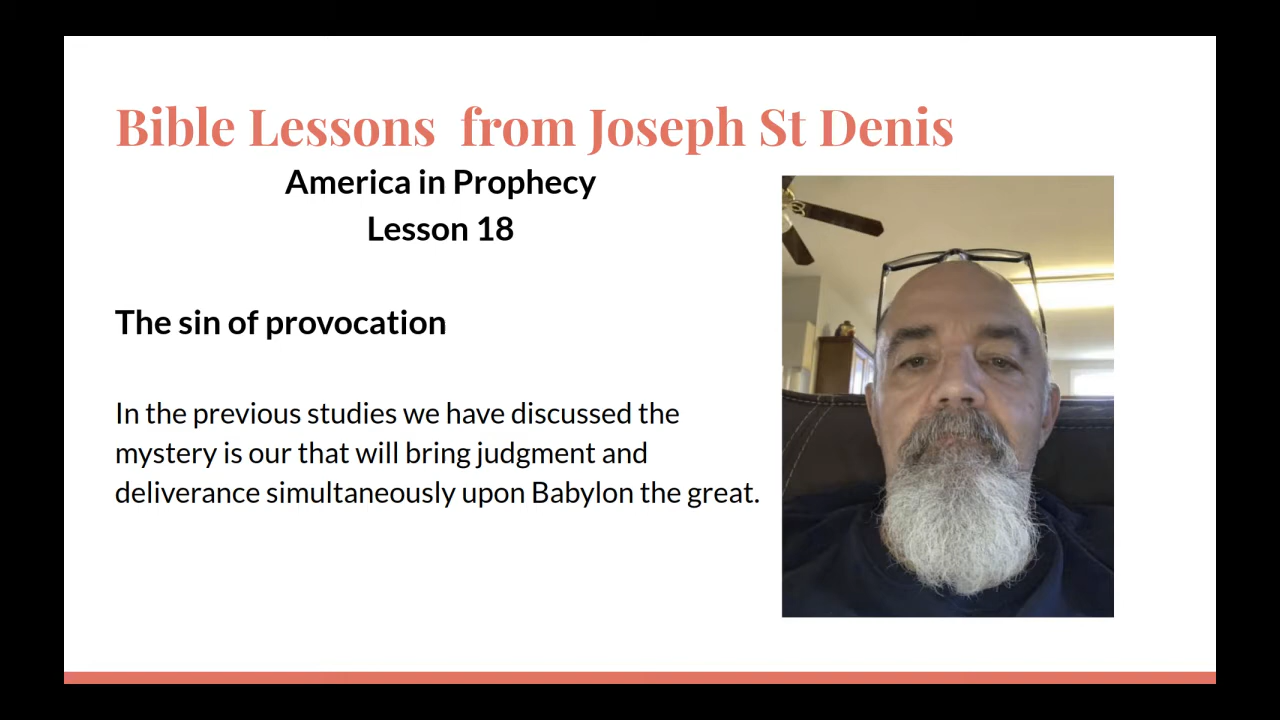 Bible Lessons  from Joseph St Denis
America in Prophecy
Lesson 18
The sin of provocation
In the previous studies we have discussed the
mystery is our that will bring judgment and
deliverance simultaneously upon Babylon the great.